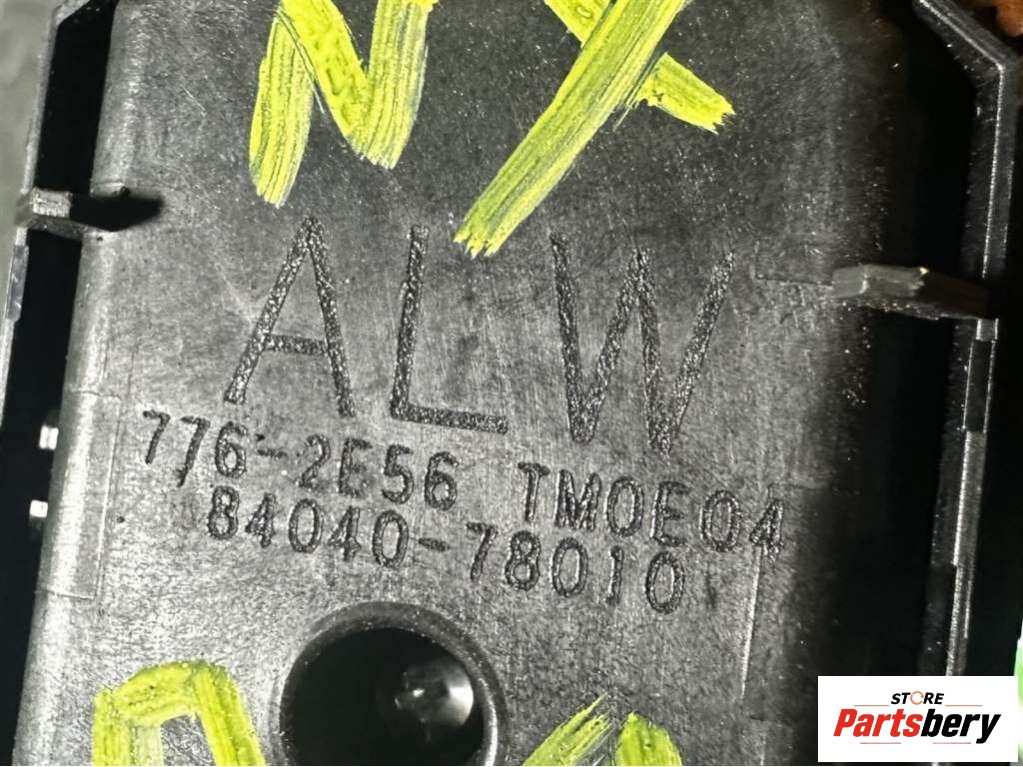 NX
ALW
776-2E56 TM0E04
84040-78010
STORE
Partsbery